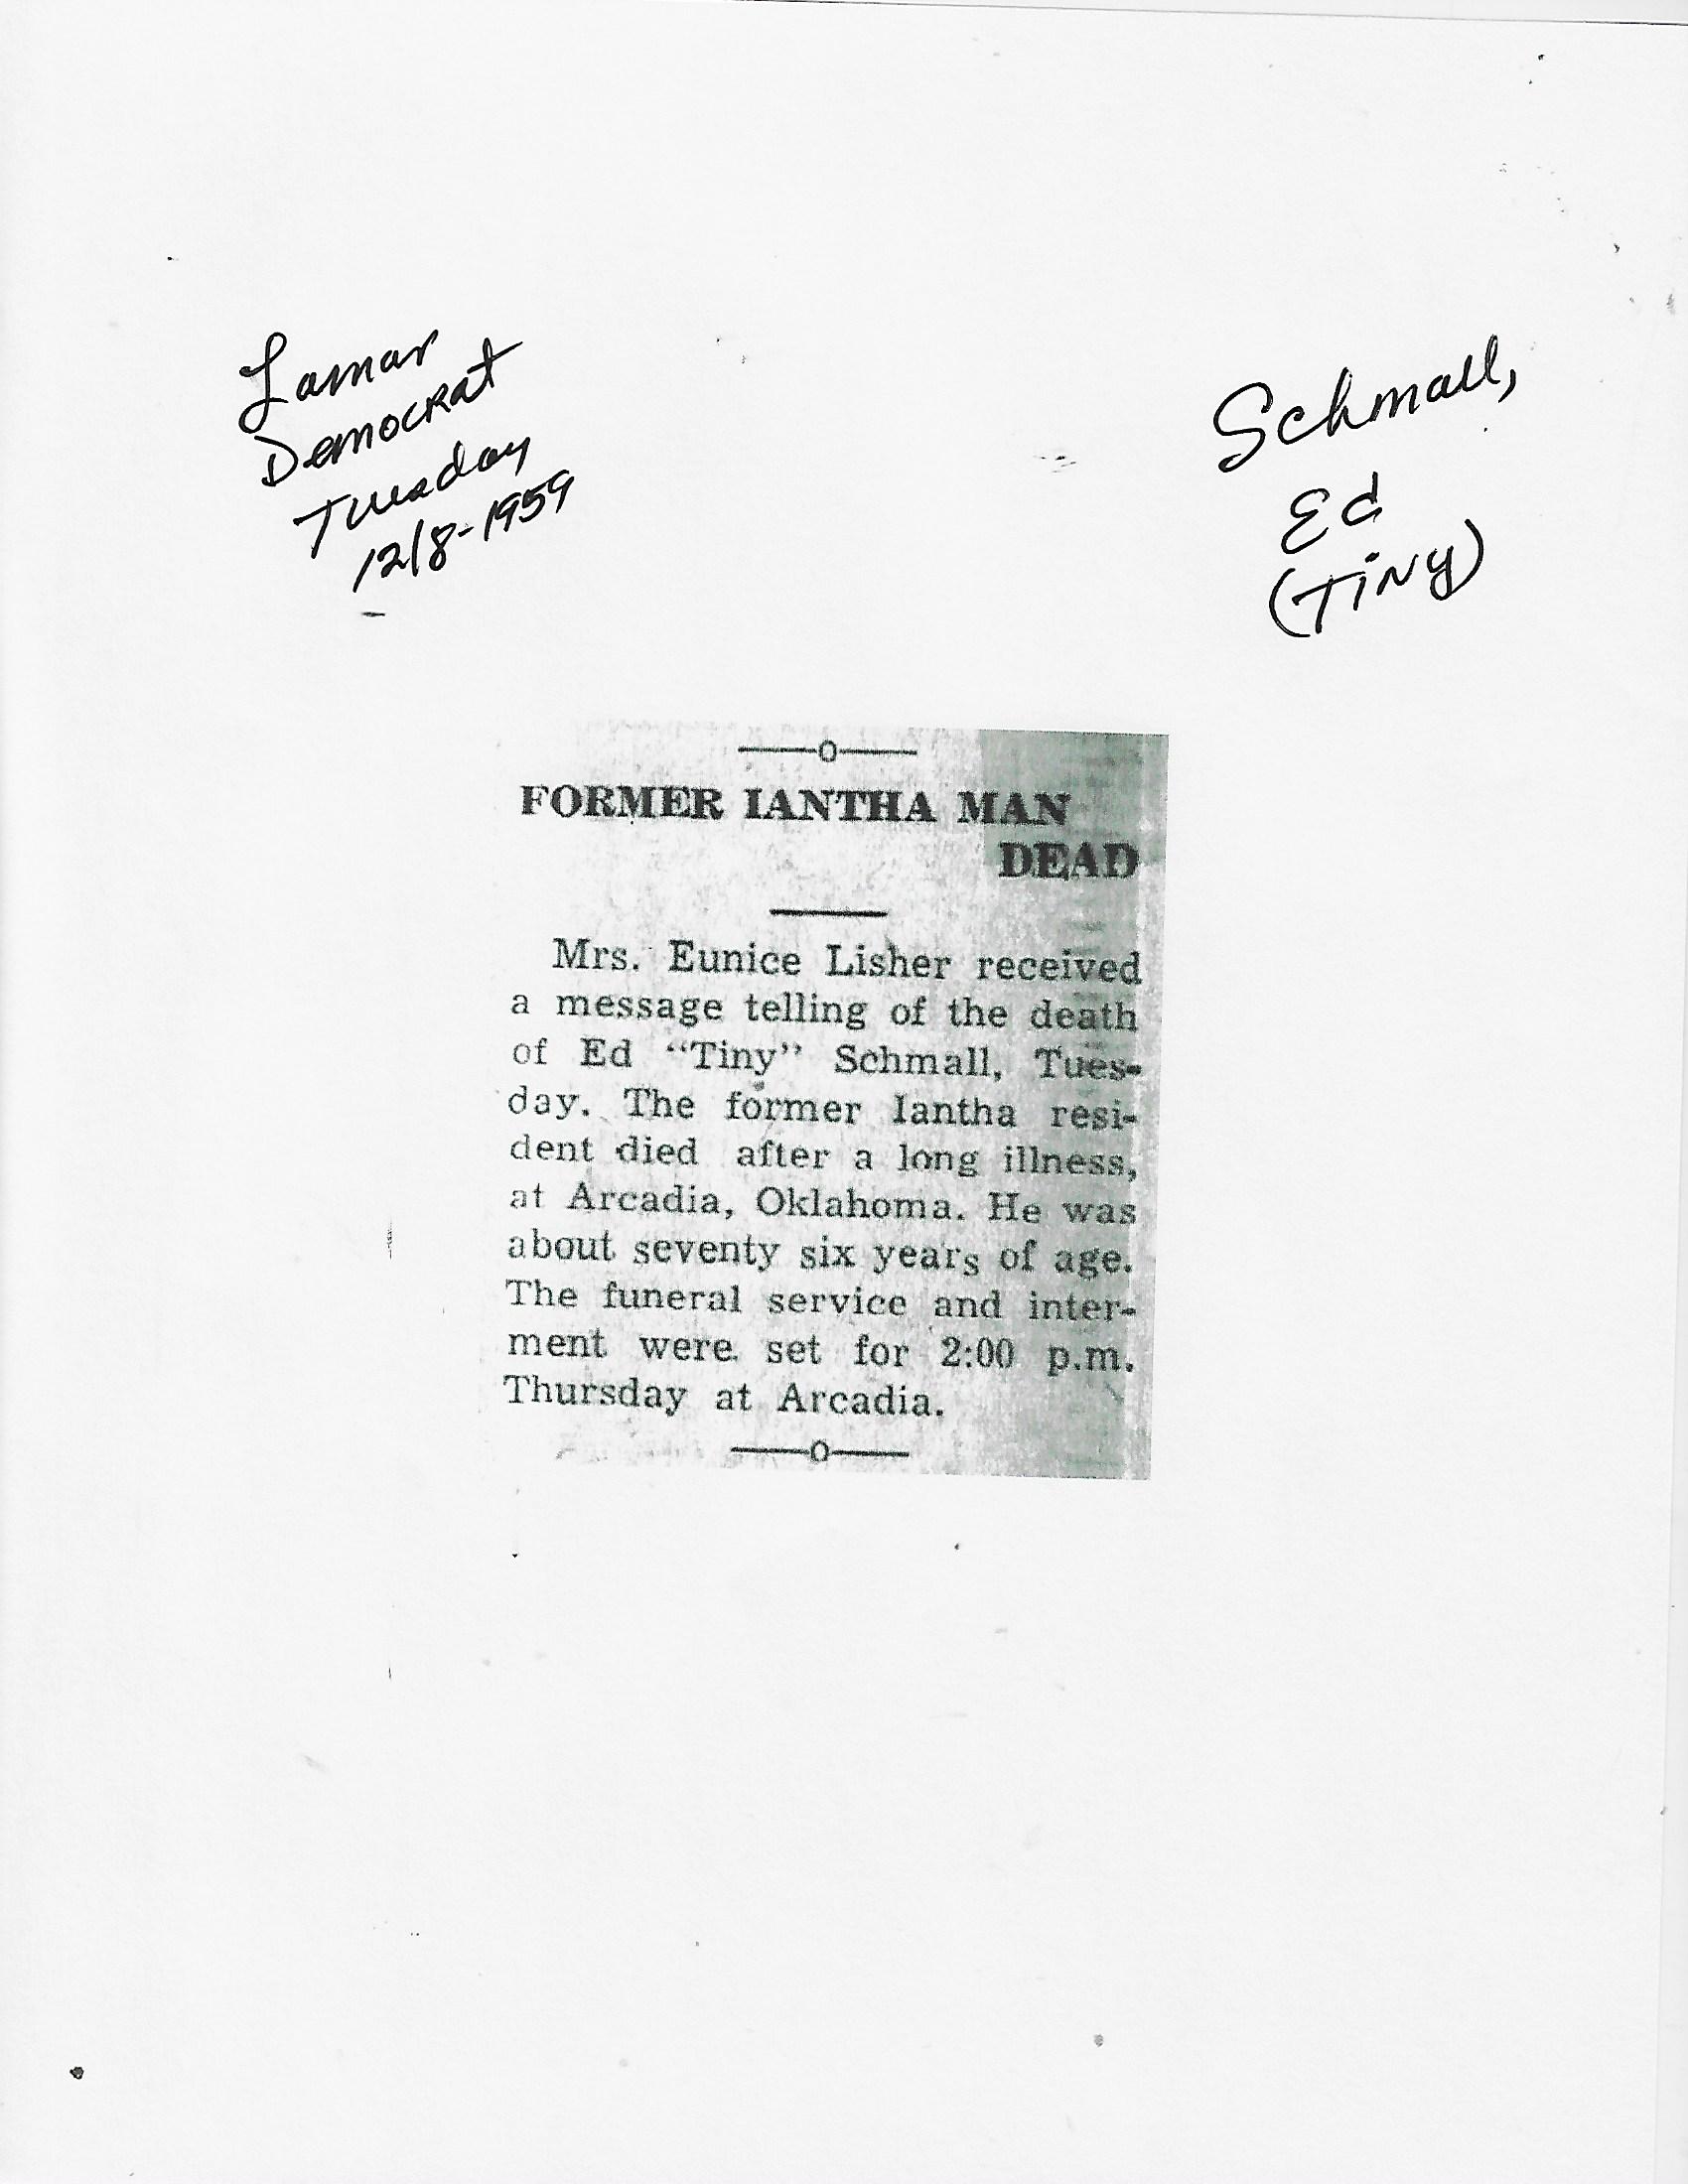 Lamar
Democrat
Tuesday
12/8-1959
Schmall,
Ed
(TiNy)
FORMER IANTHA MAN
DEAD
Mrs. Eunice Lisher received
a message telling of the death
of Ed “Tiny” Schmall, Tues-
day. The former Iantha resi-
dent died after a long illness,
at Arcadia, Oklahoma. He was
about seventy six years of age.
The funeral service and inter-
ment were set for 2:00 p.m.
Thursday at Arcadia.